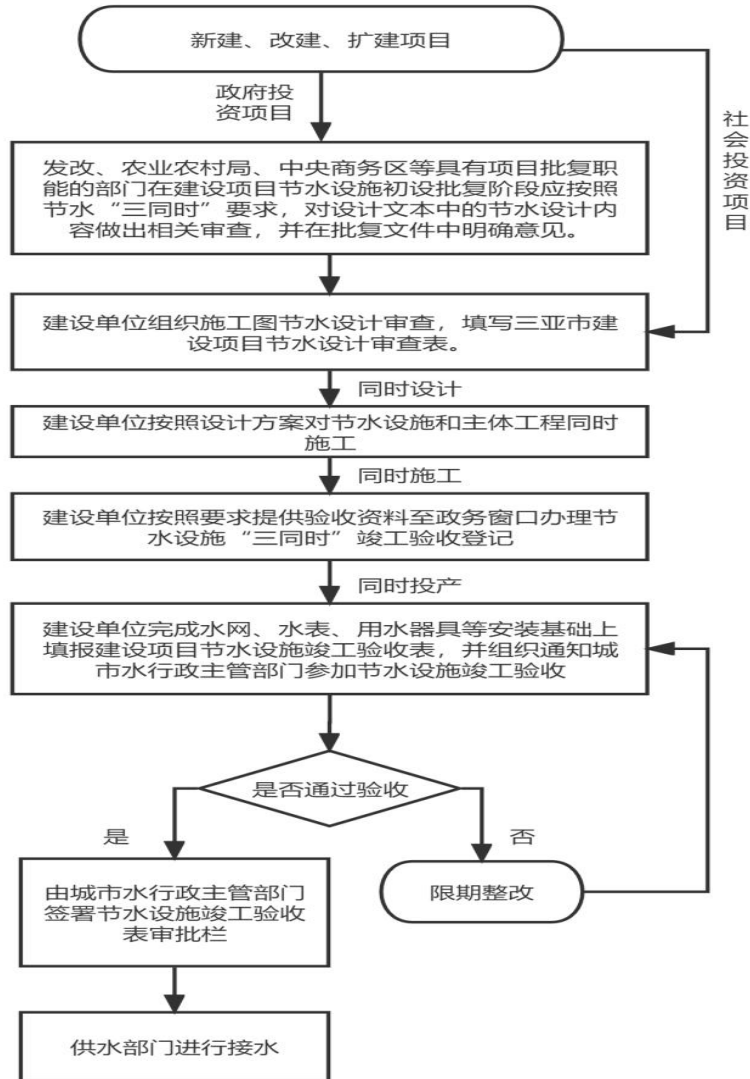 新建、改建、扩建项目
政府投
资项目
社会投资项目
发改、农业农村局、中央商务区等具有项目批复职
能的部门在建设项目节水设施初设批复阶段应按照
节水“三同时”要求，对设计文本中的节水设计内
容做出相关审查，并在批复文件中明确意见。
建设单位组织施工图节水设计审查，填写三亚市建
设项目节水设计审查表。
同时设计
建设单位按照设计方案对节水设施和主体工程同时
施工
同时施工
建设单位按照要求提供验收资料至政务窗口办理节
水设施“三同时”竣工验收登记
同时投产
建设单位完成水网、水表、用水器具等安装基础上
填报建设项目节水设施竣工验收表，并组织通知城
市水行政主管部门参加节水设施竣工验收
是否通过验收
是
否
由城市水行政主管部门
签署节水设施竣工验收
表审批栏
限期整改
供水部门进行接水